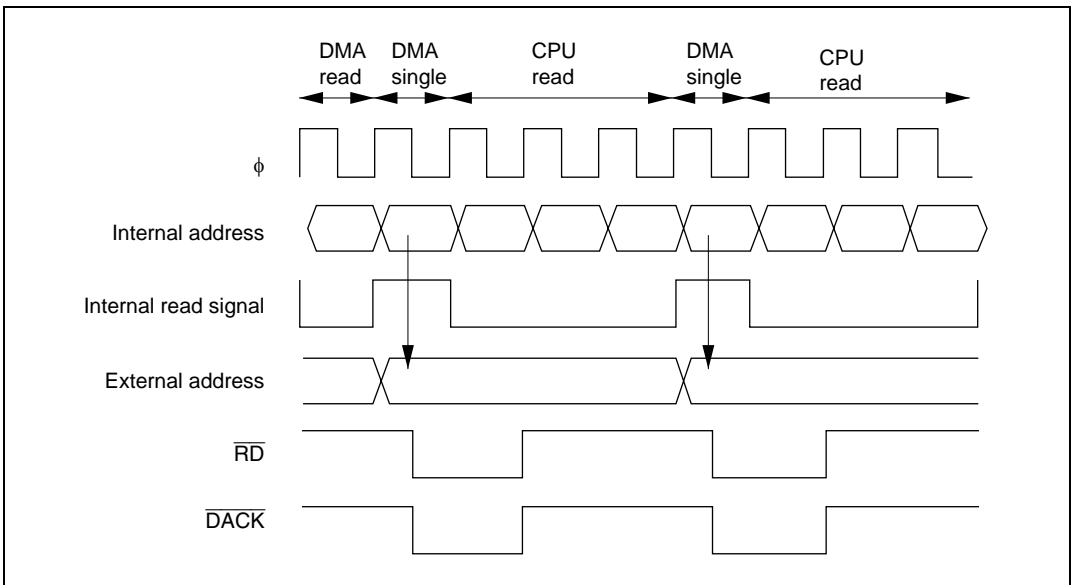 DMA read
DMA single
CPU read
DMA single
CPU read
ϕ
Internal address
Internal read signal
External address
RD
DACK